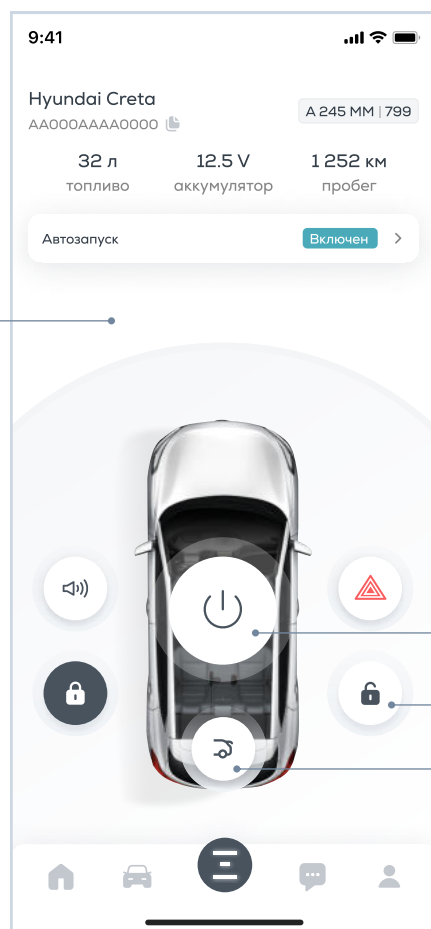 9:41
Hyundai Creta
A 245 MM | 799
AA000AAAA0000
32 л
12.5 V
1 252 км
топливо
аккумулятор
пробег
Автозапуск
Включен